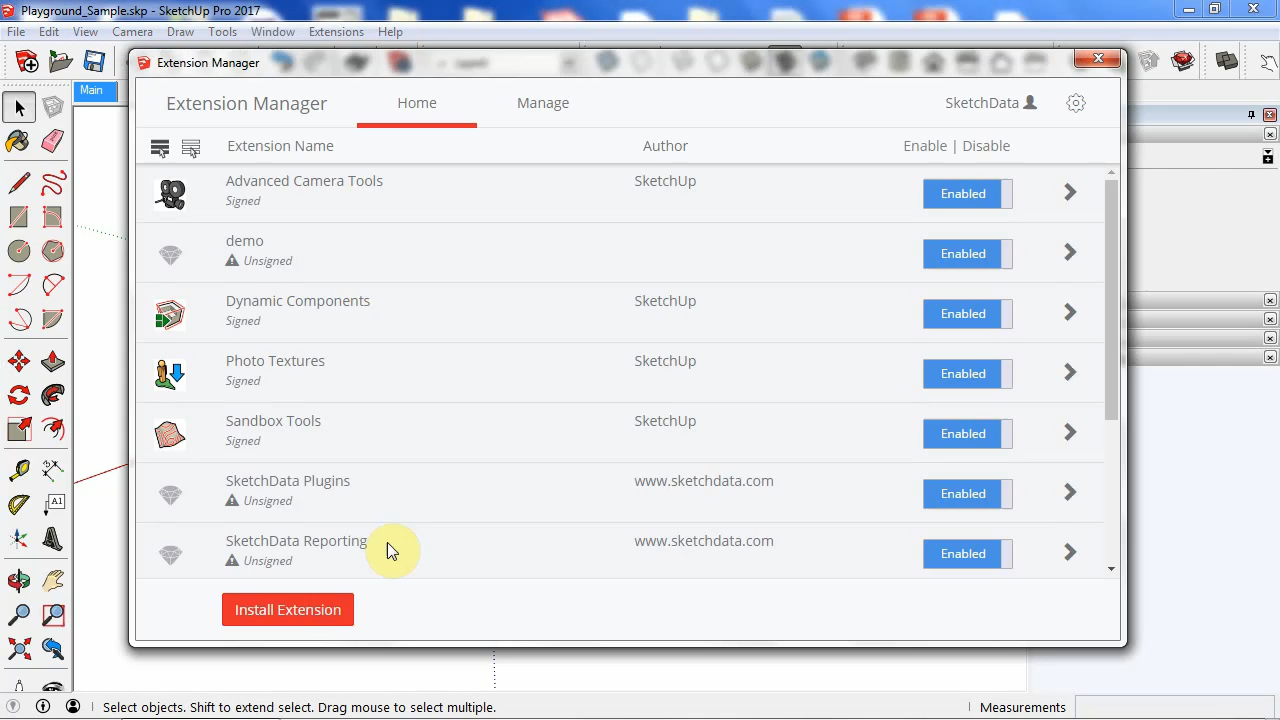 Playground_Sample.skp - SketchUp Pro 2017
File Edit View Camera Draw Tools Window Extensions Help
Extension Manager
Main
Extension Manager Home Manage SketchData
Extension Name Author Enable | Disable
Advanced Camera Tools SketchUp Enabled
Signed
demo Enabled
Unsigned
Dynamic Components SketchUp Enabled
Signed
Photo Textures SketchUp Enabled
Signed
Sandbox Tools SketchUp Enabled
Signed
SketchData Plugins www.sketchdata.com Enabled
Unsigned
A1
SketchData Reporting www.sketchdata.com Enabled
Unsigned
Install Extension
Select objects. Shift to extend select. Drag mouse to select multiple. Measurements